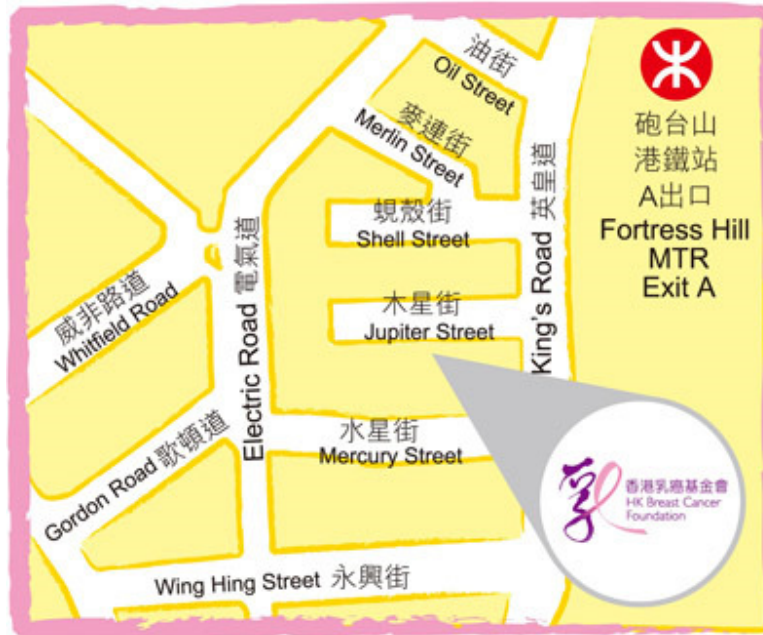 油街
Oil Street
麥連街
Merlin Street
砲台山
港鐵站
A出口
Fortress Hill
MTR
Exit A
蜆殼街
Shell Street
King's Road 英皇道
木星街
Jupiter Street
威非路道
Whitfield Road
Electric Road 電氣道
水星街
Mercury Street
Gordon Road 歌頓道
香港乳癌基金會
HK Breast Cancer
Foundation
Wing Hing Street 永興街